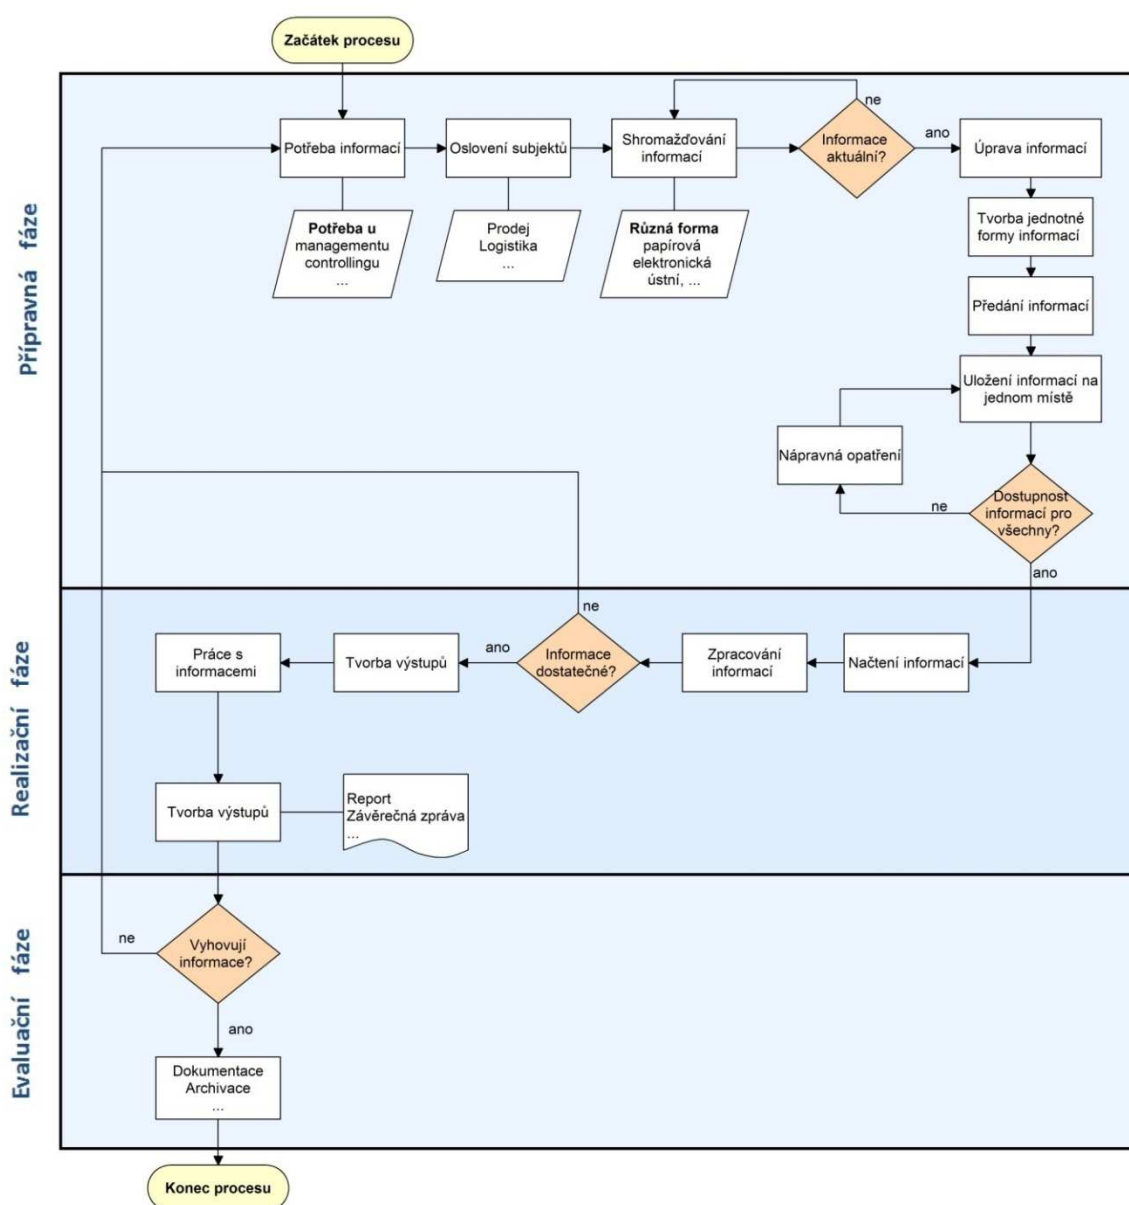 Začátek procesu
Přípravná fáze
Potřeba informací
Oslovení subjektů
Shromažďování
informací
ne
Informace
aktuální?
ano
Úprava informací
Potřeba u
managementu
controllingu
...
Prodej
Logistika
...
Různá forma
papírová
elektronická
ústní, ...
Tvorba jednotné
formy informací
Předání informací
Uložení informací na
jednom místě
Nápravná opatření
ne
Dostupnost
informací pro
všechny?
ano
Realizační fáze
Práce s
informacemi
Tvorba výstupů
ano
ne
Informace
dostatečné?
Zpracování
informací
Načtení informací
Tvorba výstupů
Report
Závěrečná zpráva
...
Evaluační fáze
ne
Vyhovují
informace?
ano
Dokumentace
Archivace
...
Konec procesu